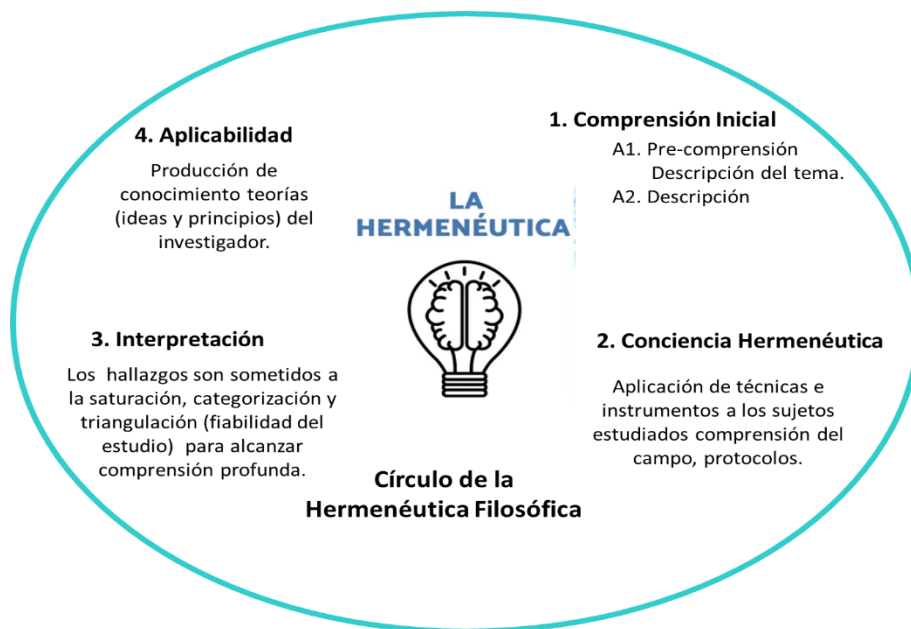 1. Comprensión Inicial
A1. Pre-comprensión
Descripción del tema.
A2. Descripción
2. Conciencia Hermenéutica
Aplicación de técnicas e
instrumentos a los sujetos
estudiados comprensión del
campo, protocolos.
3. Interpretación
Los hallazgos son sometidos a
la saturación, categorización y
triangulación (fiabilidad del
estudio) para alcanzar
comprensión profunda.
4. Aplicabilidad
Producción de
conocimiento teorías
(ideas y principios) del
investigador.
LA
HERMENÉUTICA
Círculo de la
Hermenéutica Filosófica